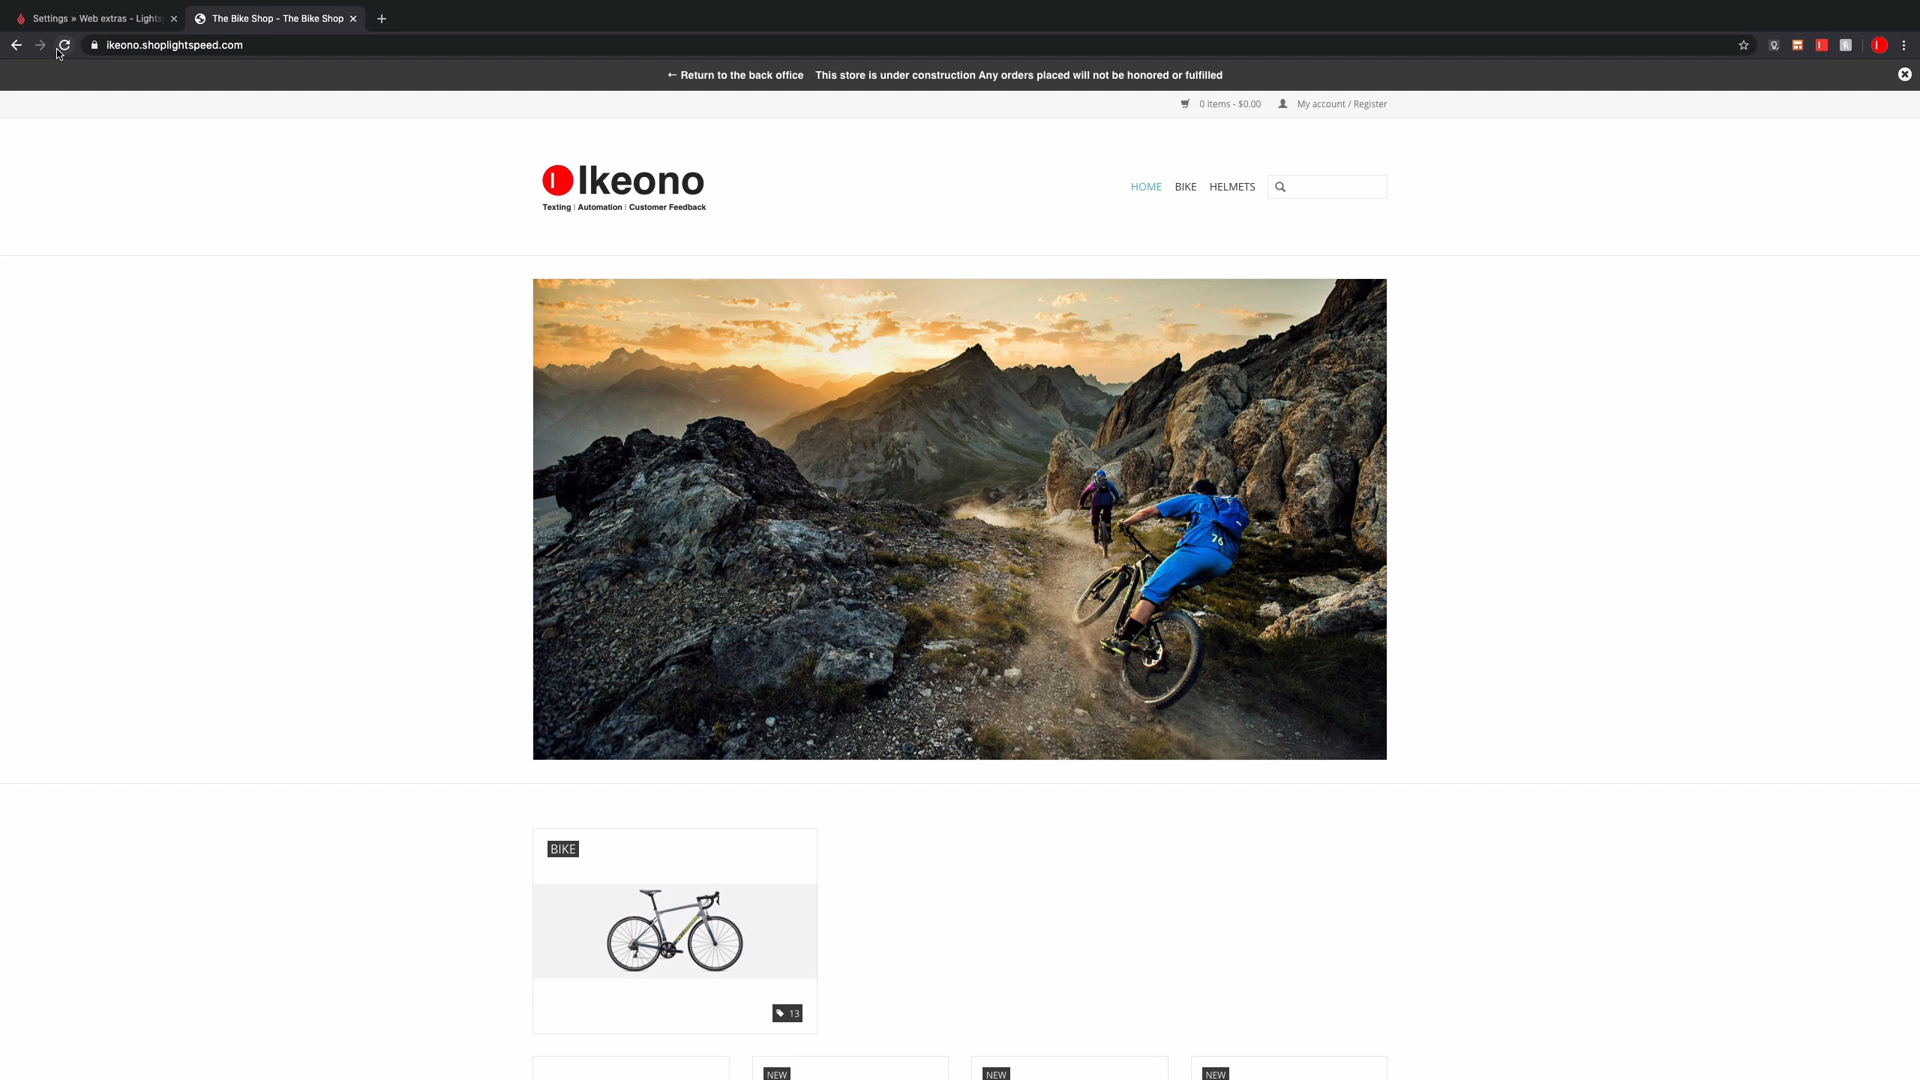 Settings » Web extras - Lights
The Bike Shop - The Bike Shop
ikeono.shoplightspeed.com
← Return to the back office This store is under construction Any orders placed will not be honored or fulfilled
0 Items - $0.00 My account / Register
Ikeono
Texting | Automation | Customer Feedback
HOME BIKE HELMETS
76
BIKE
13
NEW NEW NEW